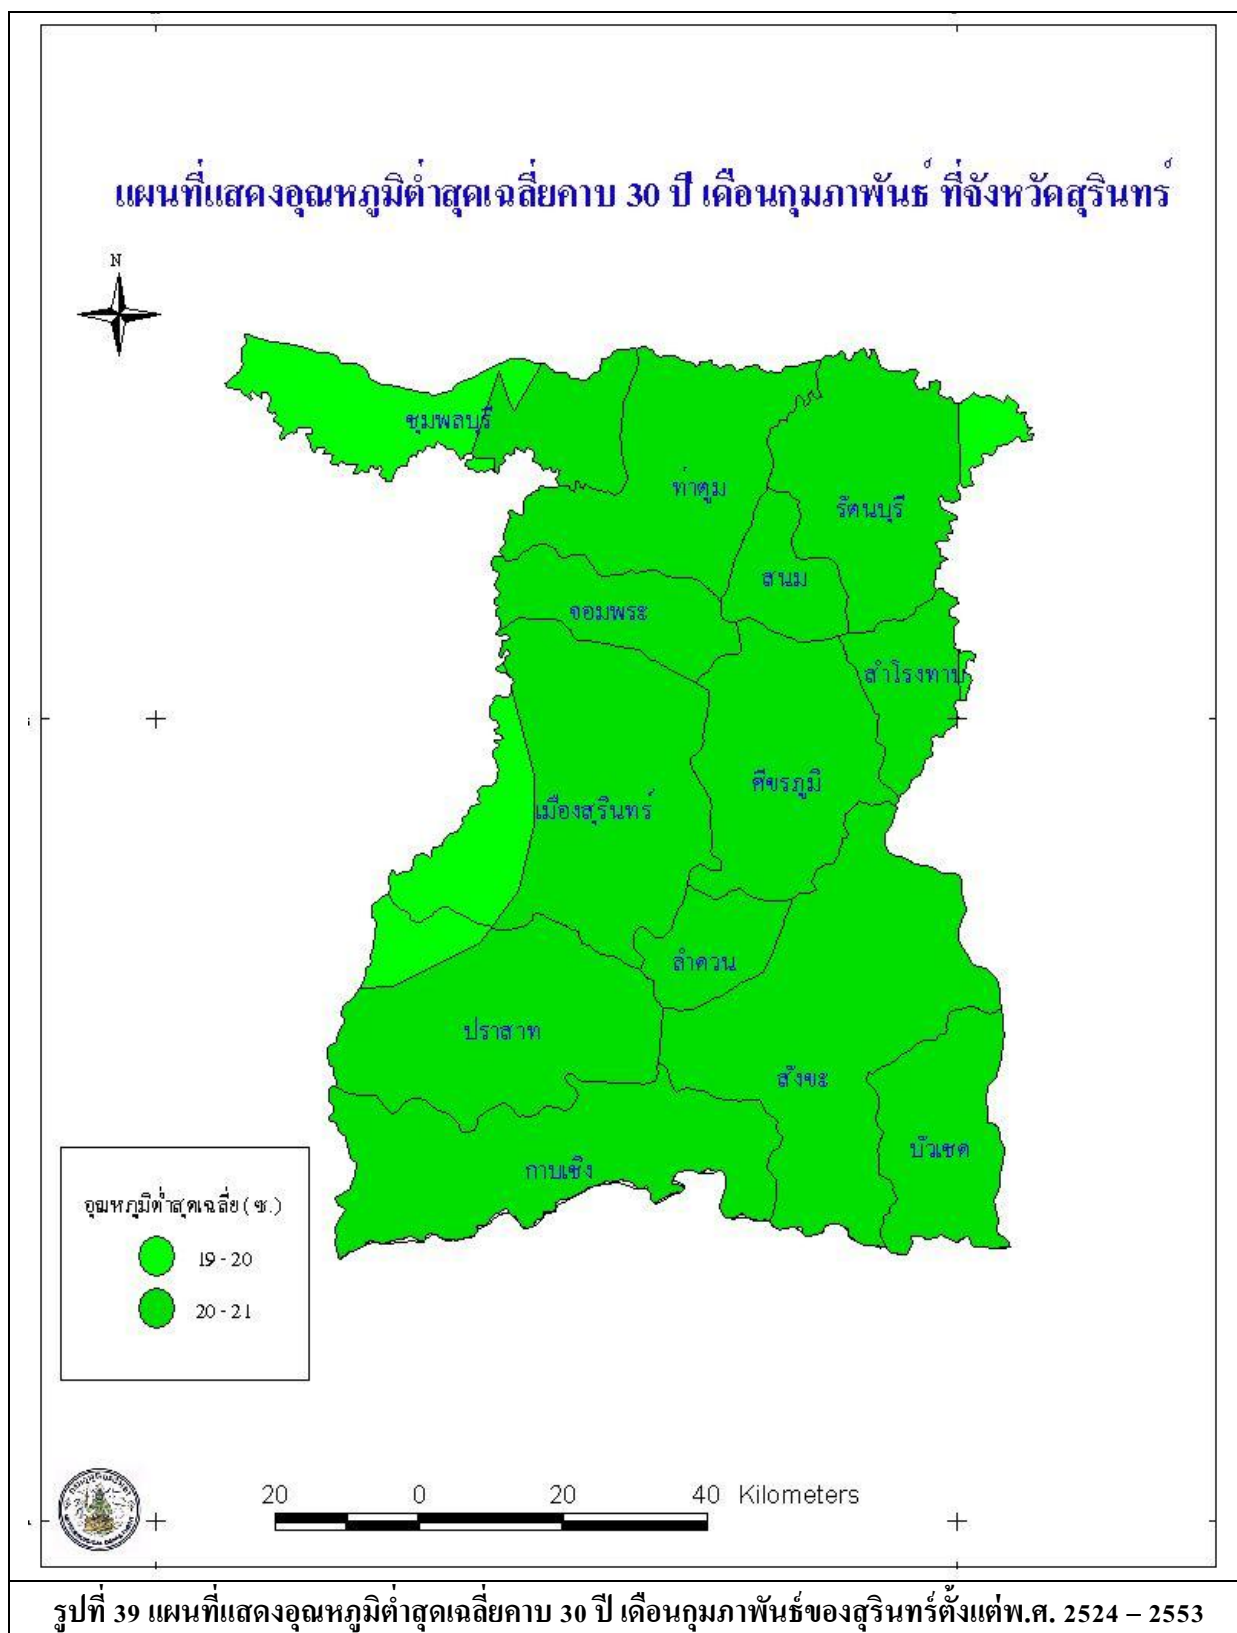 แผนที่แสดงอุณหภูมิต่ำสุดเฉลี่ยคาบ 30 ปี เดือนกุมภาพันธ์ ที่จังหวัดสุรินทร์
N
ชุมพลบุรี
ท่าตูม
รัตนบุรี
สนม
จอมพระ
สำโรงทาบ
ศีขรภูมิ
เมืองสุรินทร์
ลำดวน
ปราสาท
สังขะ
บัวเชด
กาบเชิง
อุณหภูมิต่ำสุดเฉลี่ย (ซ.)
19 - 20
20 - 21
20 0 20 40 Kilometers
รูปที่ 39 แผนที่แสดงอุณหภูมิต่ำสุดเฉลี่ยคาบ 30 ปี เดือนกุมภาพันธ์ของสุรินทร์ตั้งแต่พ.ศ. 2524 – 2553